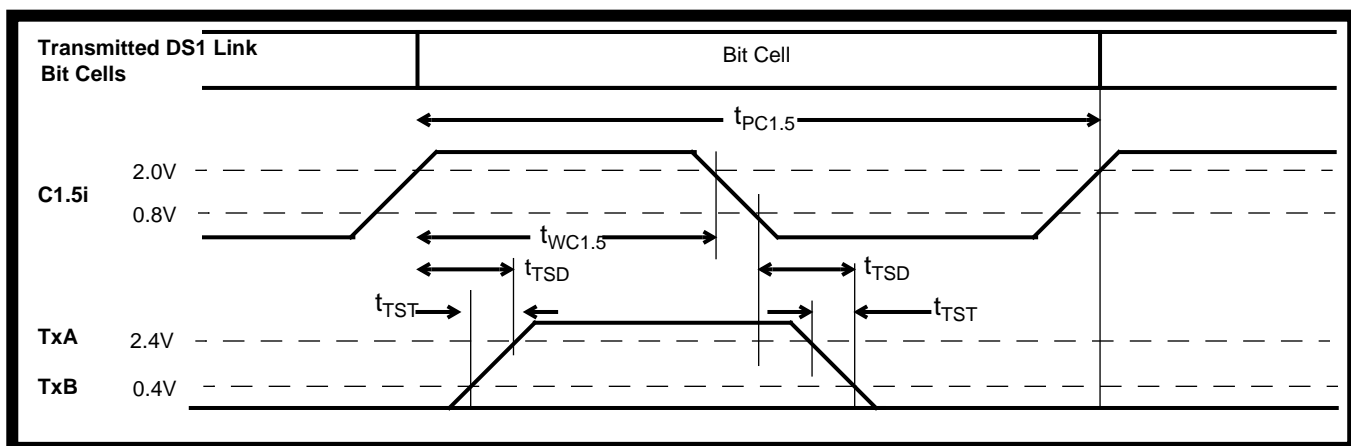 Transmitted DS1 Link
Bit Cells
Bit Cell
tPC1.5
2.0V
C1.5i
0.8V
tWC1.5
tTSD
tTSD
tTST
tTST
TxA
2.4V
TxB
0.4V